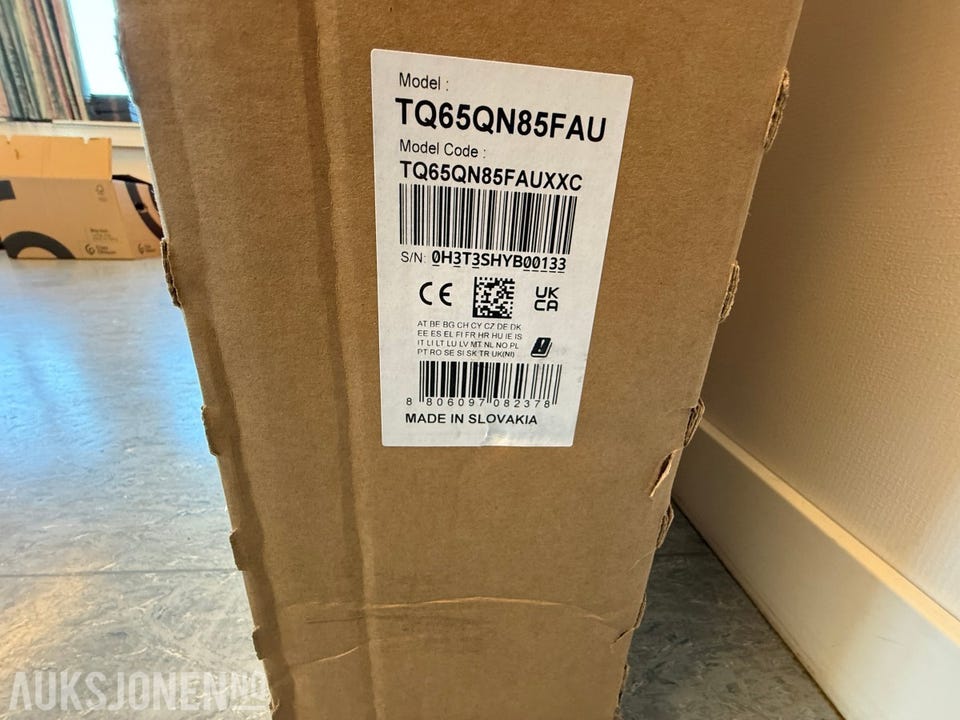 Model :
TQ65QN85FAU
Model Code :
TQ65QN85FAUXXC
S/N: 0H3T3SHYB00133
CE
UK
CA
AT BE BG CH CY CZ DE DK
EE ES EL FI FR HR HU IE IS
IT LI LT LU LV MT NL NO PL
PT RO SE SI SK TR UK(NI)
8 806097 082378
MADE IN SLOVAKIA
AUKSJONEN.NO